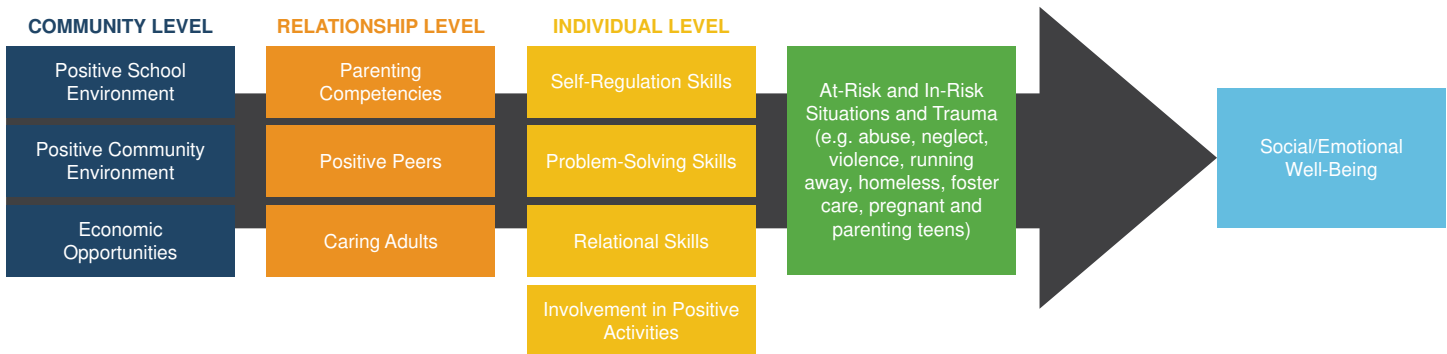 COMMUNITY LEVEL
Positive School
Environment
Positive Community
Environment
Economic
Opportunities
RELATIONSHIP LEVEL
Parenting
Competencies
Positive Peers
Caring Adults
INDIVIDUAL LEVEL
Self-Regulation Skills
Problem-Solving Skills
Relational Skills
Involvement in Positive
Activities
At-Risk and In-Risk
Situations and Trauma
(e.g. abuse, neglect,
violence, running
away, homeless, foster
care, pregnant and
parenting teens)
Social/Emotional
Well-Being